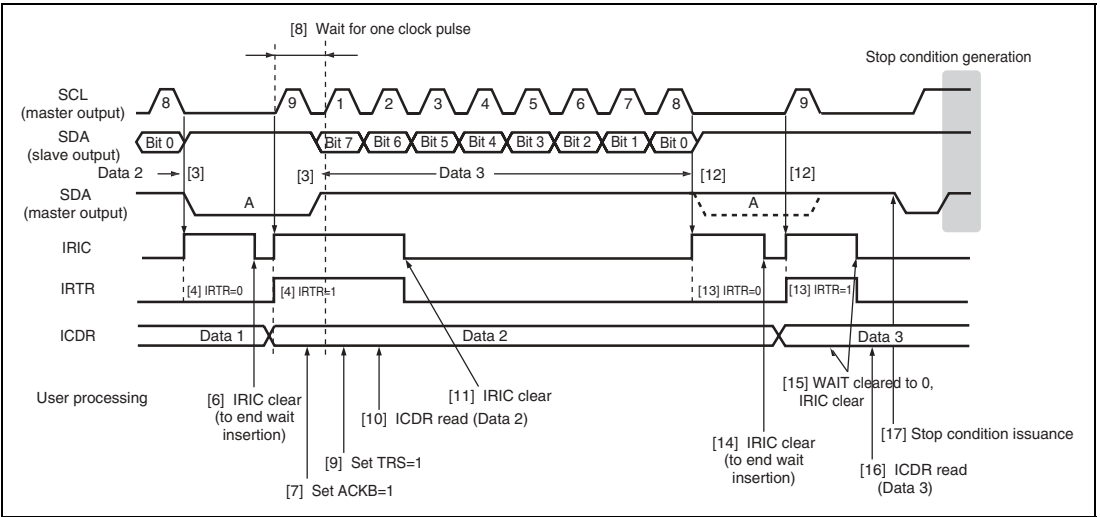 [8] Wait for one clock pulse
Stop condition generation
SCL
(master output)
8 9 1 2 3 4 5 6 7 8 9
SDA
(slave output)
Bit 0 Bit 7 Bit 6 Bit 5 Bit 4 Bit 3 Bit 2 Bit 1 Bit 0
Data 2 [3] [3] Data 3 [12] [12]
SDA
(master output)
A A
IRIC
IRTR
[4] IRTR=0 [4] IRTR=1 [13] IRTR=0 [13] IRTR=1
ICDR
Data 1 Data 2 Data 3
User processing
[6] IRIC clear
(to end wait
insertion)
[7] Set ACKB=1
[9] Set TRS=1
[10] ICDR read (Data 2)
[11] IRIC clear
[14] IRIC clear
(to end wait
insertion)
[15] WAIT cleared to 0,
IRIC clear
[16] ICDR read
(Data 3)
[17] Stop condition issuance